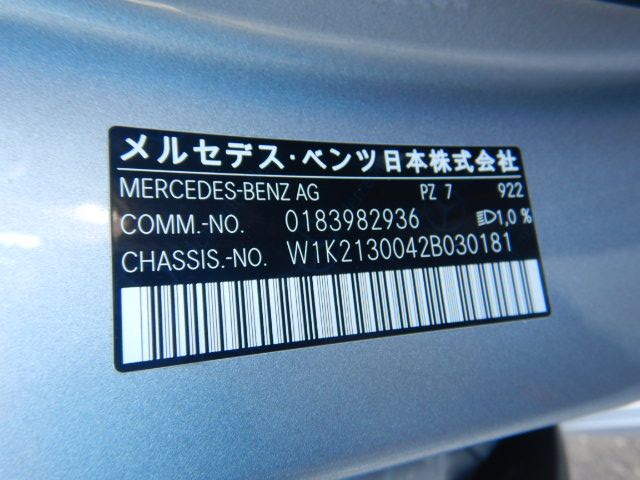 メルセデス・ベンツ日本株式会社
MERCEDES-BENZ AG PZ 7 922
COMM.-NO. 0183982936 1,0 %
CHASSIS.-NO. W1K2130042B030181